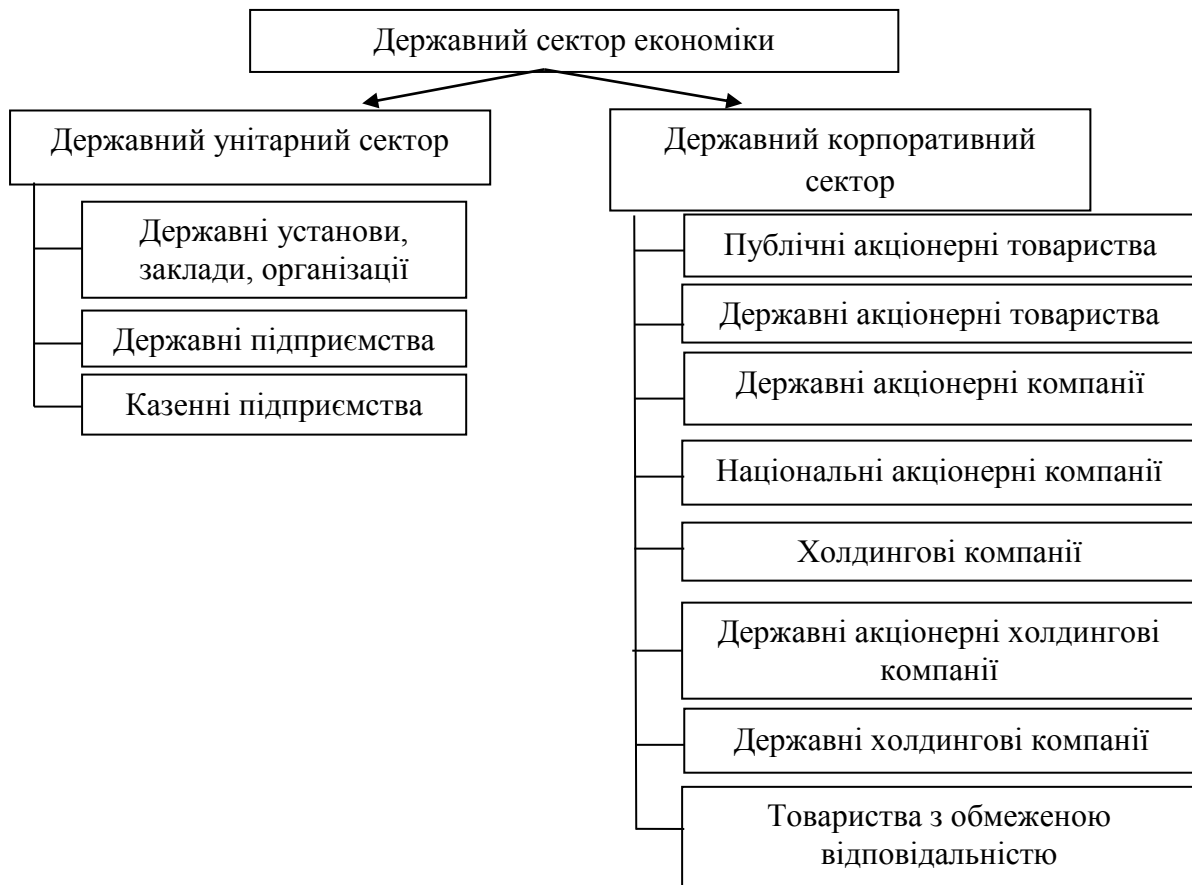 Державний сектор економіки
Державний унітарний сектор
Державні установи,
заклади, організації
Державні підприємства
Казенні підприємства
Державний корпоративний
сектор
Публічні акціонерні товариства
Державні акціонерні товариства
Державні акціонерні компанії
Національні акціонерні компанії
Холдингові компанії
Державні акціонерні холдингові
компанії
Державні холдингові компанії
Товариства з обмеженою
відповідальністю